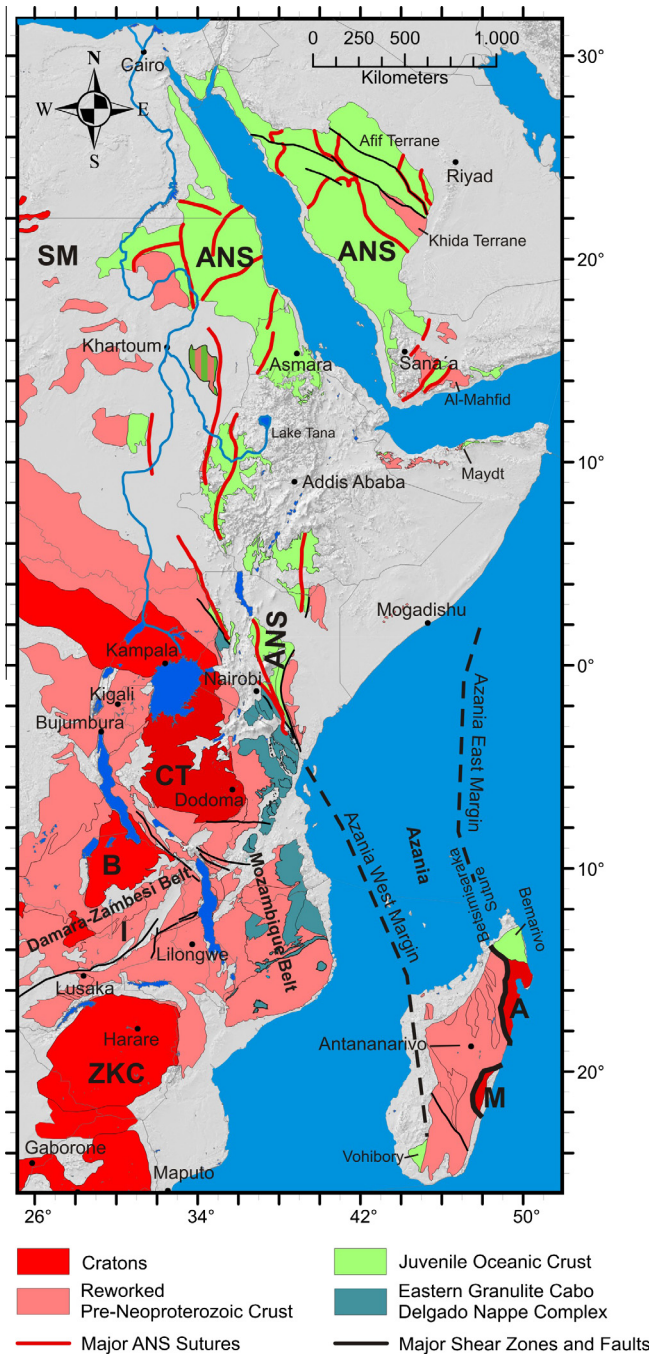 0 250 500 1.000
Kilometers
N
W E
S
30°
Cairo
Afif Terrane
Riyad
Khida Terrane
20°
SM
ANS
ANS
Khartoum
Asmara
Sana´a
Al-Mahfid
Lake Tana
Maydt
10°
Addis Ababa
Mogadishu
ANS
Kampala
0°
Nairobi
Kigali
Bujumbura
CT
Dodoma
Azania East Margin
Azania West Margin
Azania
B
10°
Betsimisaraka
Suture
Bemarivo
Damara-Zambesi Belt
Mozambique Belt
I
Lilongwe
Lusaka
A
Harare
Antananarivo
ZKC
20°
M
Gaborone
Vohibory
Maputo
26° 34° 42° 50°
Cratons
Juvenile Oceanic Crust
Reworked
Pre-Neoproterozoic Crust
Eastern Granulite Cabo
Delgado Nappe Complex
Major ANS Sutures
Major Shear Zones and Faults